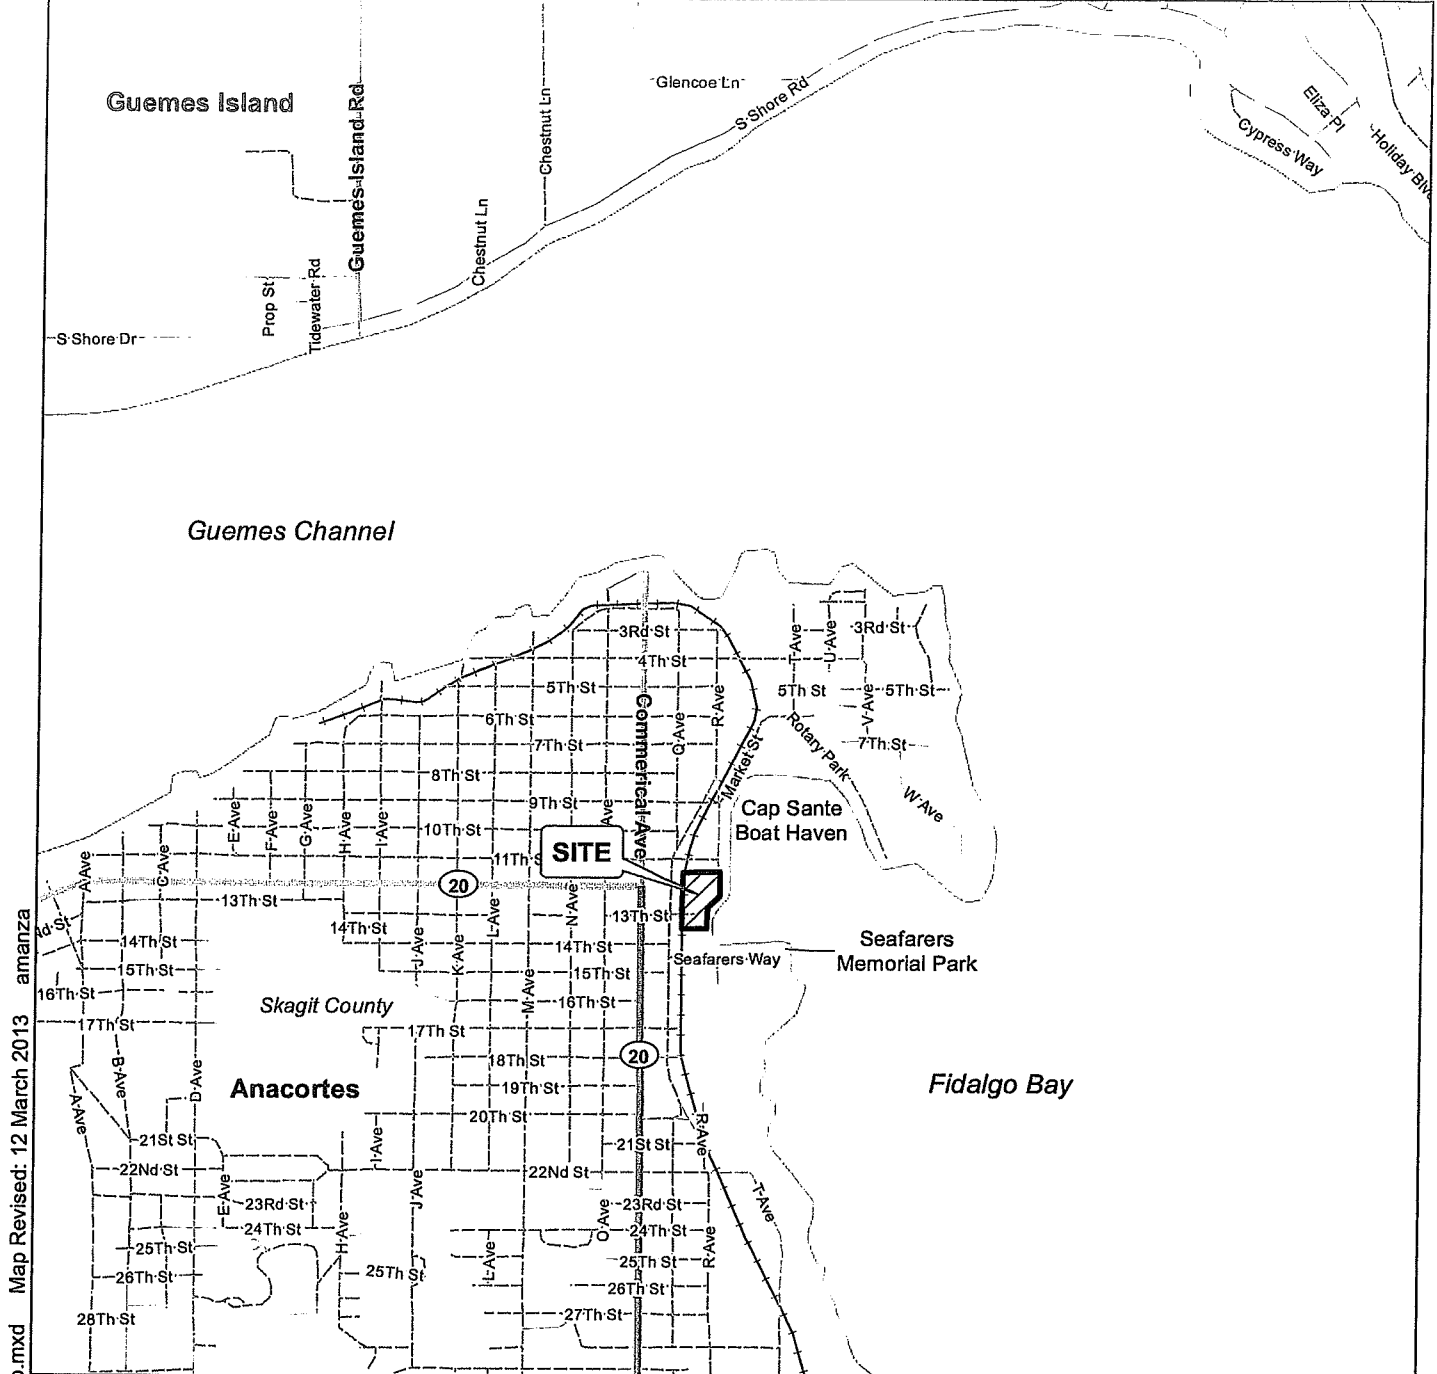 Glencoe Ln
Guemes Island
Guemes Island Rd
Chestnut Ln
S Shore Rd
Eliza Pl
Cypress Way
Holiday Blvd
Chestnut Ln
Prop St
Tidewater Rd
S Shore Dr
Guemes Channel
3Rd St
T Ave
U Ave
3Rd St
4Th St
5Th St
5Th St
5Th St
Commerical Ave
R Ave
V Ave
6Th St
Q Ave
Rotary Park
7Th St
7Th St
Market St
8Th St
W Ave
9Th St
Ave
Cap Sante
Boat Haven
E Ave
F Ave
G Ave
H Ave
I Ave
10Th St
SITE
11Th S
A Ave
C Ave
20
13Th St
L Ave
N Ave
13Th St
14Th St
14Th St
J Ave
K Ave
14Th St
Seafarers
Memorial Park
Seafarers Way
15Th St
15Th St
16Th St
M Ave
16Th St
Skagit County
17Th St
17Th St
18Th St
20
B Ave
D Ave
Anacortes
19Th St
Fidalgo Bay
A Ave
20Th St
21St St
I Ave
21St St
R Ave
22Nd St
22Nd St
E Ave
23Rd St
J Ave
O Ave
23Rd St
T Ave
24Th St
24Th St
H Ave
L Ave
R Ave
25Th St
25Th St
25Th St
26Th St
26Th St
27Th St
28Th St
p.mxd Map Revised: 12 March 2013 amanza